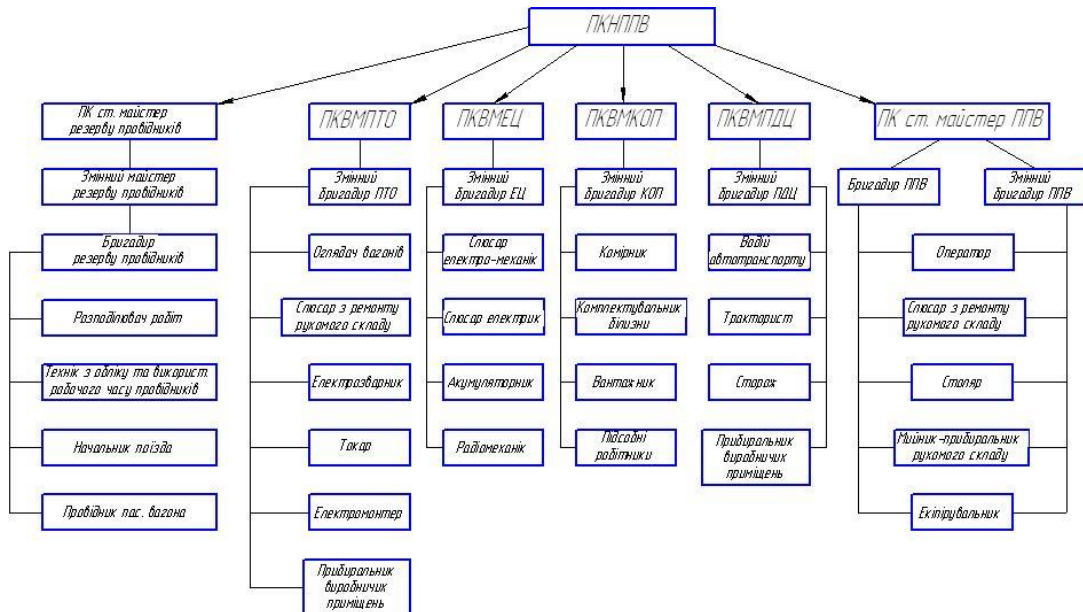 ПКНППВ
ПК ст. майстер
резерву провідників
ПКВМПТО
ПКВМЕЦ
ПКВМКОП
ПКВМПДЦ
ПК ст. майстер ППВ
Змінний майстер
резерву провідників
Змінний
бригадир ПТО
Змінний
бригадир ЕЦ
Змінний
бригадир КОП
Змінний
бригадир ПДЦ
Бригадир ППВ
Змінний
бригадир ППВ
Бригадир
резерву провідників
Оглядач вагонів
Слюсар
електро-механік
Комірник
Водій
автотранспорту
Оператор
Розподілювач робіт
Слюсар з ремонту
рухомого складу
Слюсар електрик
Комплектувальник
білизни
Тракторист
Слюсар з ремонту
рухомого складу
Технік з обліку та використ.
робочого часу провідників
Електрозварник
Акумуляторник
Вантажник
Сторож
Столяр
Начальник поїзда
Токар
Радіомеханік
Підсобні
робітники
Прибиральник
виробничих
приміщень
Мийник-прибиральник
рухомого складу
Провідник пас. вагона
Електромонтер
Екіпірувальник
Прибиральник
виробничих
приміщень